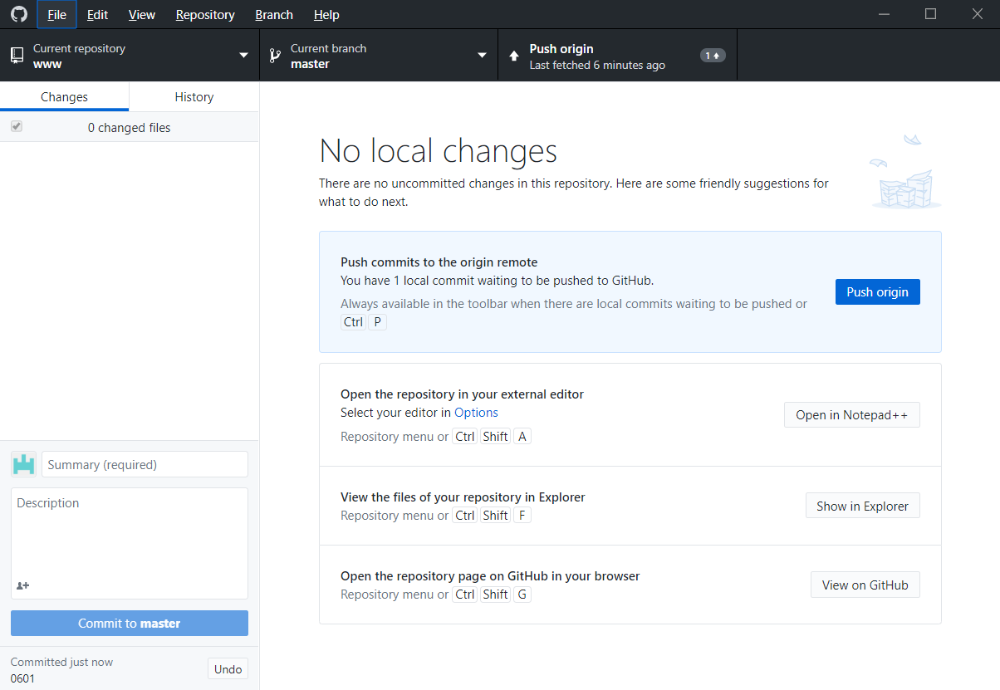 File Edit View Repository Branch Help
Current repository
www
Current branch
master
Push origin
Last fetched 6 minutes ago
1
Changes
History
0 changed files
No local changes
There are no uncommitted changes in this repository. Here are some friendly suggestions for
what to do next.
Push commits to the origin remote
You have 1 local commit waiting to be pushed to GitHub.
Always available in the toolbar when there are local commits waiting to be pushed or
Ctrl P
Push origin
Open the repository in your external editor
Select your editor in Options
Repository menu or Ctrl Shift A
Open in Notepad++
View the files of your repository in Explorer
Repository menu or Ctrl Shift F
Show in Explorer
Open the repository page on GitHub in your browser
Repository menu or Ctrl Shift G
View on GitHub
Summary (required)
Description
Commit to master
Committed just now
0601
Undo